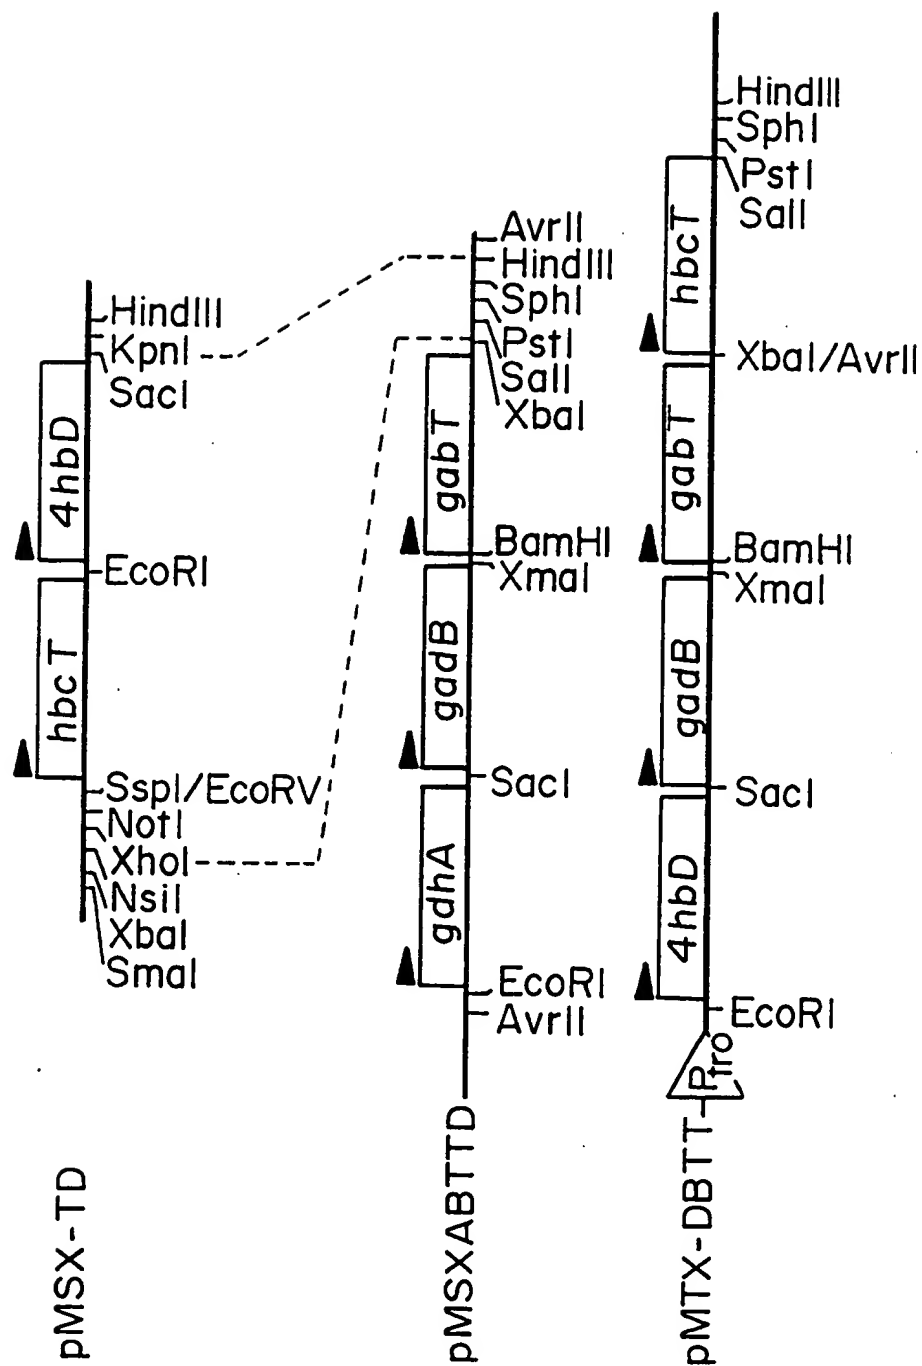 pMSX-TD
hbcT
4hbD
SmaI
XbaI
NsiI
XhoI
NotI
SspI/EcoRV
EcoRI
SacI
KpnI
HindIII
pMSXABTTD
gdhA
gadB
gabT
AvrII
EcoRI
SacI
XmaI
BamHI
XbaI
SalI
PstI
SphI
HindIII
AvrII
pMTX-DBTT
Ptro
4hbD
gadB
gabT
hbcT
EcoRI
SacI
XmaI
BamHI
XbaI/AvrII
SalI
PstI
SphI
HindIII